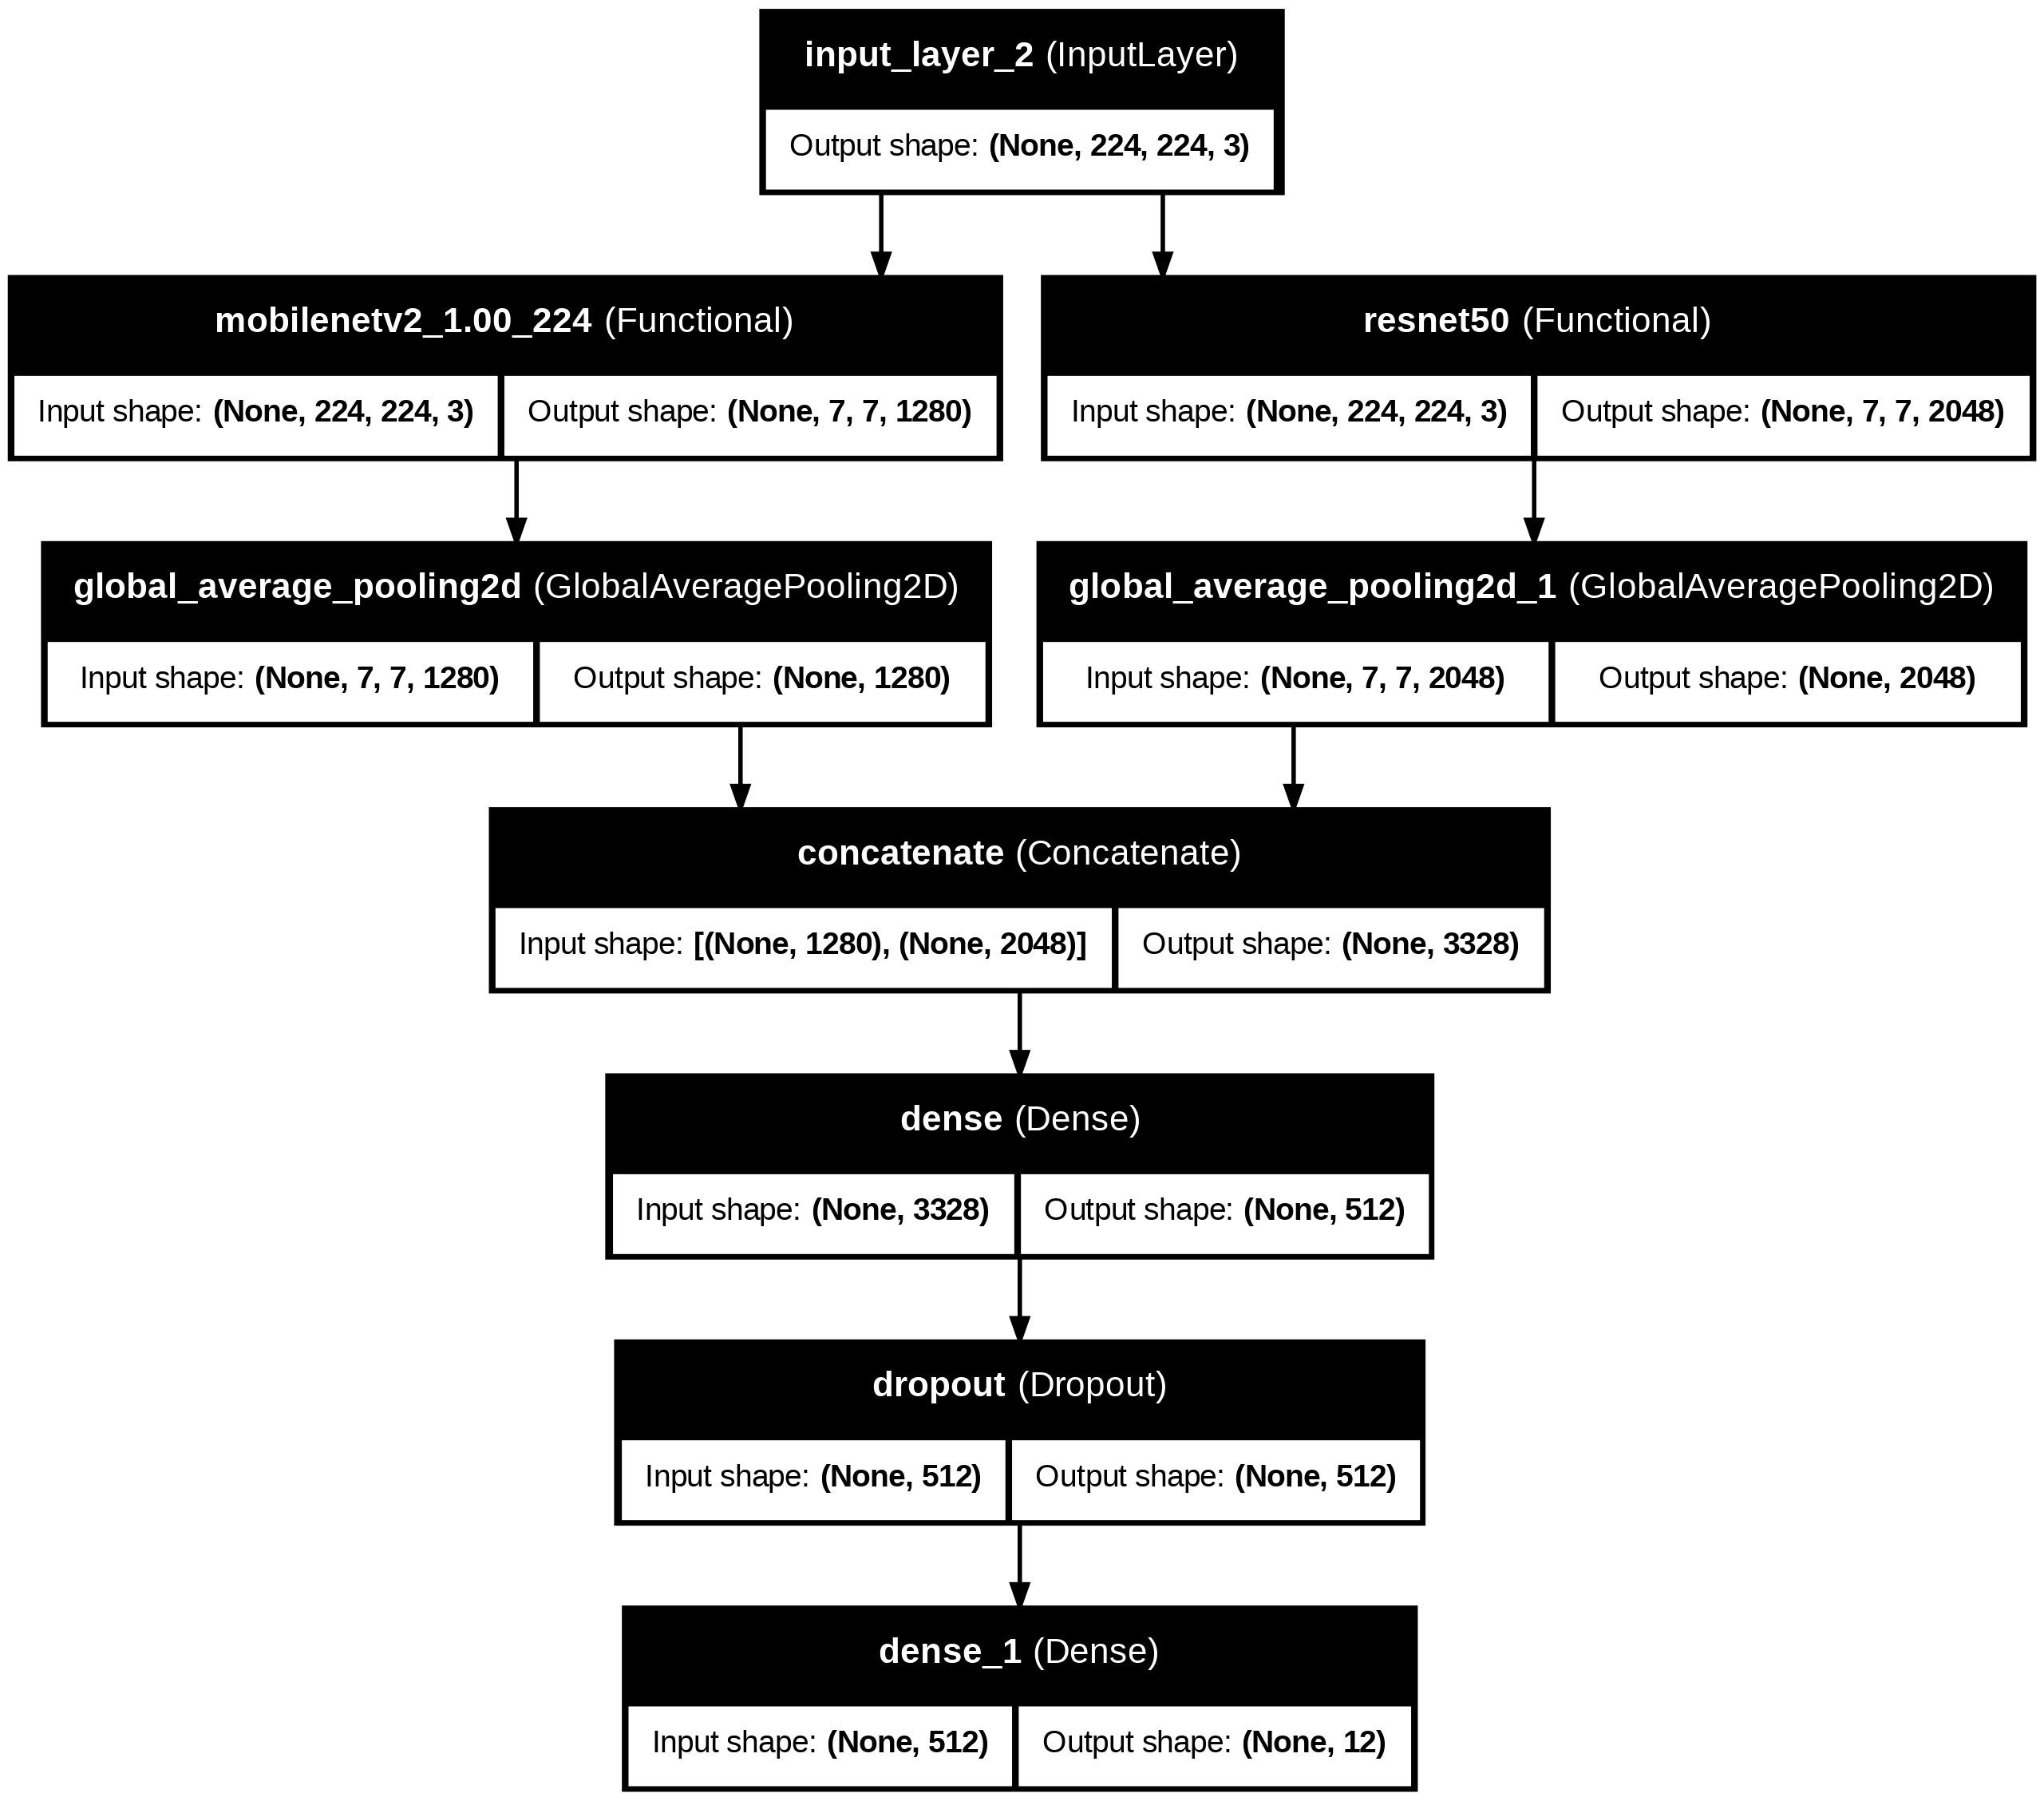 input_layer_2 (InputLayer)
Output shape: (None, 224, 224, 3)
mobilenetv2_1.00_224 (Functional)
Input shape: (None, 224, 224, 3) Output shape: (None, 7, 7, 1280)
resnet50 (Functional)
Input shape: (None, 224, 224, 3) Output shape: (None, 7, 7, 2048)
global_average_pooling2d (GlobalAveragePooling2D)
Input shape: (None, 7, 7, 1280) Output shape: (None, 1280)
global_average_pooling2d_1 (GlobalAveragePooling2D)
Input shape: (None, 7, 7, 2048) Output shape: (None, 2048)
concatenate (Concatenate)
Input shape: [(None, 1280), (None, 2048)] Output shape: (None, 3328)
dense (Dense)
Input shape: (None, 3328) Output shape: (None, 512)
dropout (Dropout)
Input shape: (None, 512) Output shape: (None, 512)
dense_1 (Dense)
Input shape: (None, 512) Output shape: (None, 12)